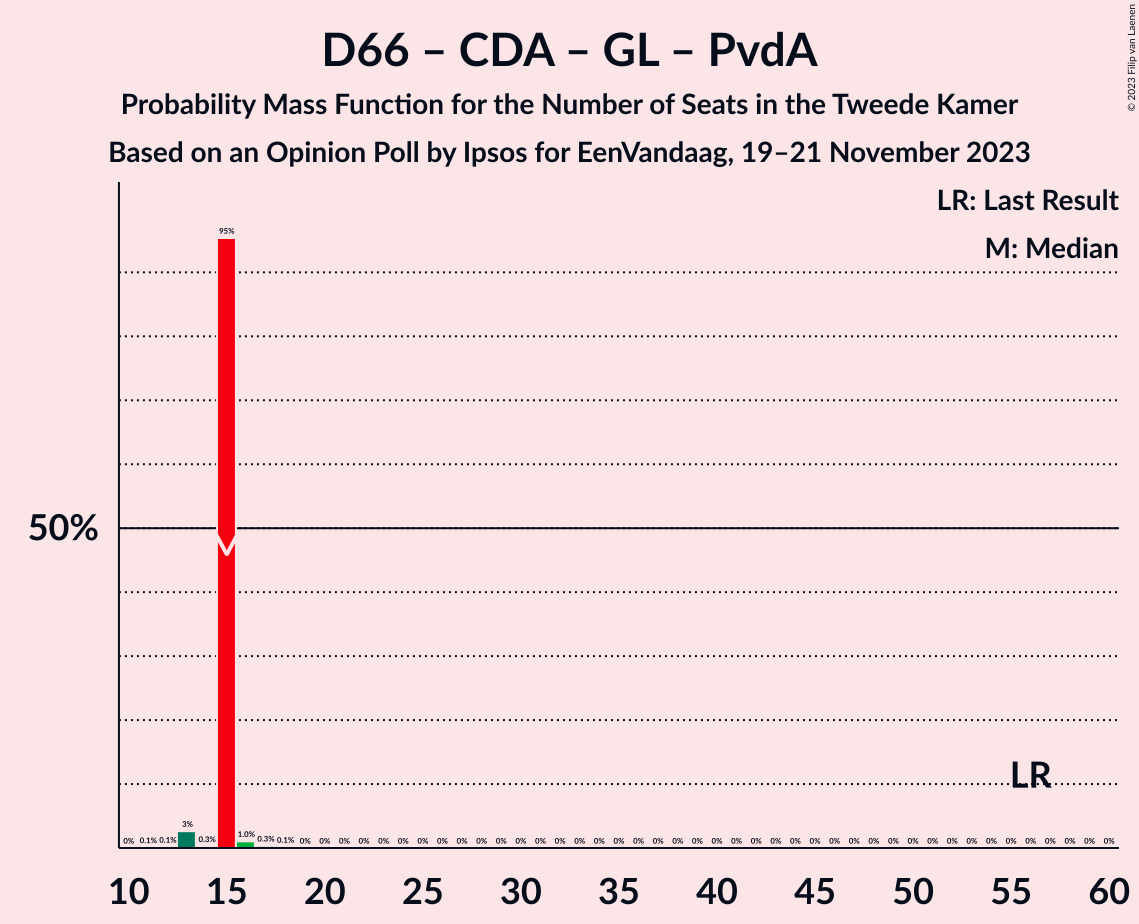 D66 – CDA – GL – PvdA
Probability Mass Function for the Number of Seats in the Tweede Kamer
Based on an Opinion Poll by Ipsos for EenVandaag, 19–21 November 2023
© 2023 Filip van Laenen
LR: Last Result
M: Median
95%
50%
LR
3%
1.0%
0% 0.1% 0.1% 0.3% 0.3% 0.1% 0% 0% 0% 0% 0% 0% 0% 0% 0% 0% 0% 0% 0% 0% 0% 0% 0% 0% 0% 0% 0% 0% 0% 0% 0% 0% 0% 0% 0% 0% 0% 0% 0% 0% 0% 0% 0% 0% 0% 0% 0% 0%
10 15 20 25 30 35 40 45 50 55 60